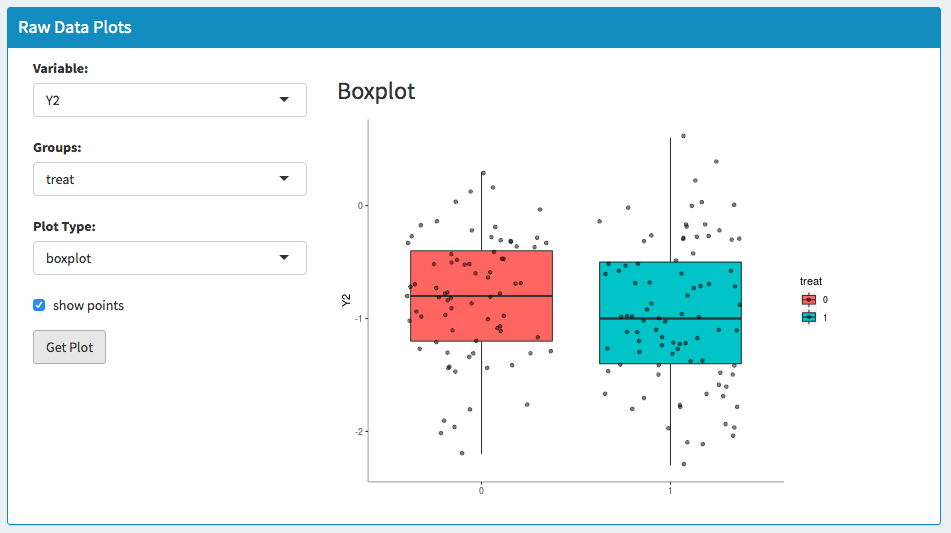 Raw Data Plots
Variable:
Y2
Groups:
treat
Plot Type:
boxplot
show points
Get Plot
Boxplot
Y2
0
-1
-2
0
1
treat
0
1